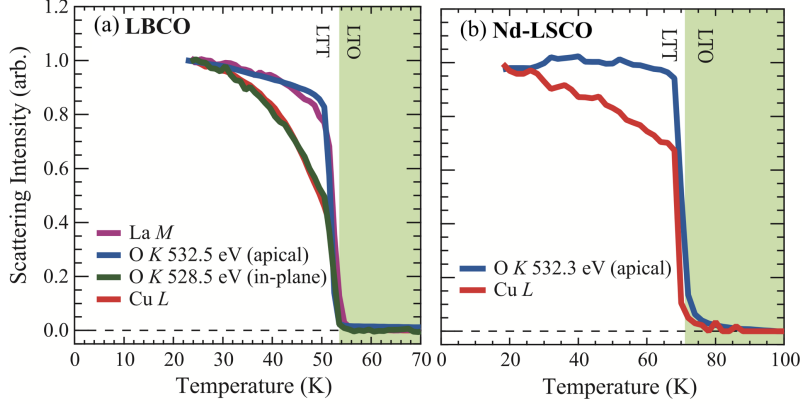 (a) LBCO
LTT
LTO
Scattering Intensity (arb.)
1.2
1.0
0.8
0.6
0.4
0.2
0.0
La M
O K 532.5 eV (apical)
O K 528.5 eV (in-plane)
Cu L
0 10 20 30 40 50 60 70
Temperature (K)
(b) Nd-LSCO
LTT
LTO
O K 532.3 eV (apical)
Cu L
0 20 40 60 80 100
Temperature (K)